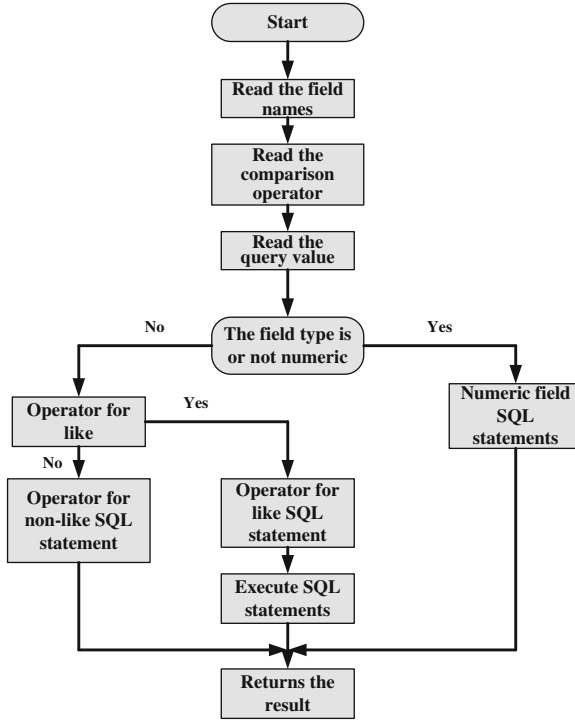 Start
Read the field
names
Read the
comparison
operator
Read the
query value
No
The field type is
or not numeric
Yes
Operator for
like
Yes
Numeric field
SQL
statements
No
Operator for
non-like SQL
statement
Operator for
like SQL
statement
Execute SQL
statements
Returns the
result